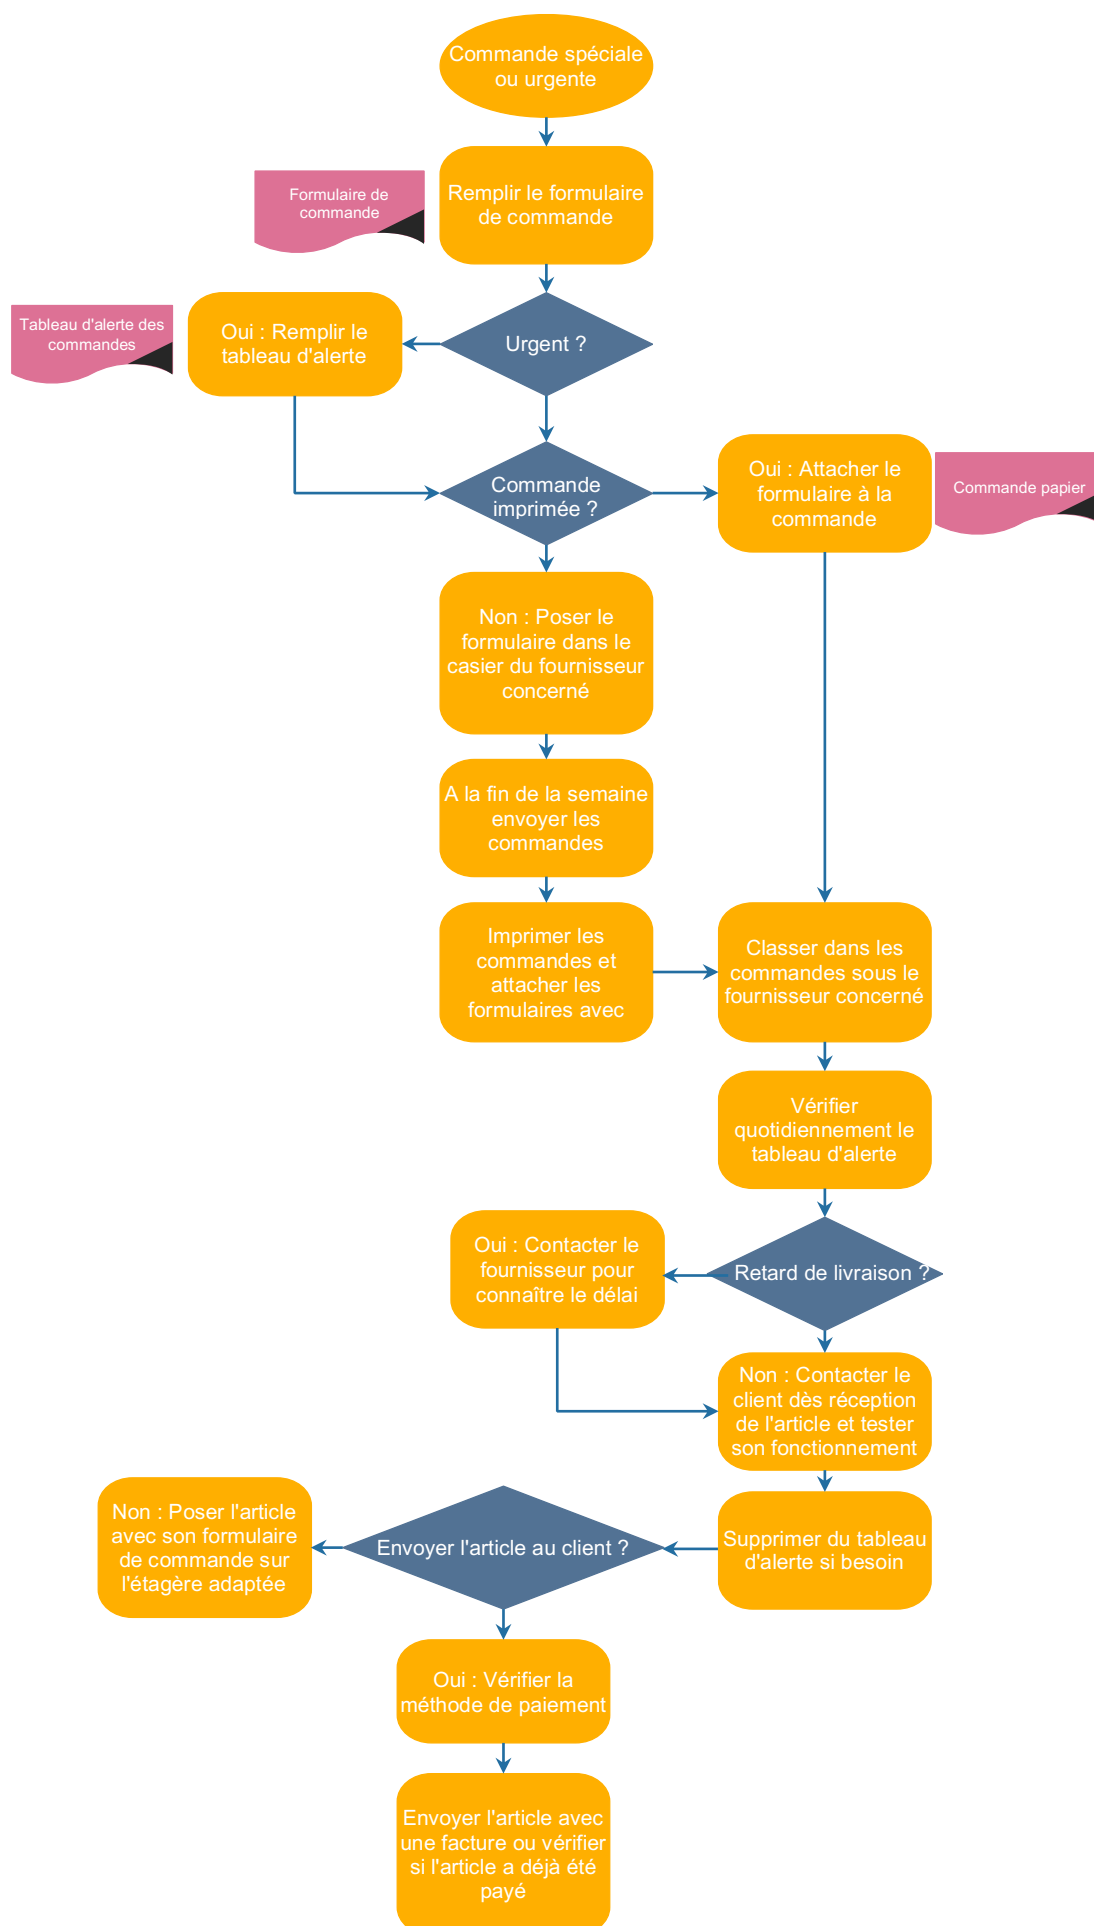 Commande spéciale
ou urgente
Remplir le formulaire
de commande
Formulaire de
commande
Urgent ?
Oui : Remplir le
tableau d'alerte
Tableau d'alerte des
commandes
Commande
imprimée ?
Oui : Attacher le
formulaire à la
commande
Commande papier
Non : Poser le
formulaire dans le
casier du fournisseur
concerné
A la fin de la semaine
envoyer les
commandes
Imprimer les
commandes et
attacher les
formulaires avec
Classer dans les
commandes sous le
fournisseur concerné
Vérifier
quotidiennement le
tableau d'alerte
Retard de livraison ?
Oui : Contacter le
fournisseur pour
connaître le délai
Non : Contacter le
client dès réception
de l'article et tester
son fonctionnement
Supprimer du tableau
d'alerte si besoin
Envoyer l'article au client ?
Non : Poser l'article
avec son formulaire
de commande sur
l'étagère adaptée
Oui : Vérifier la
méthode de paiement
Envoyer l'article avec
une facture ou vérifier
si l'article a déjà été
payé